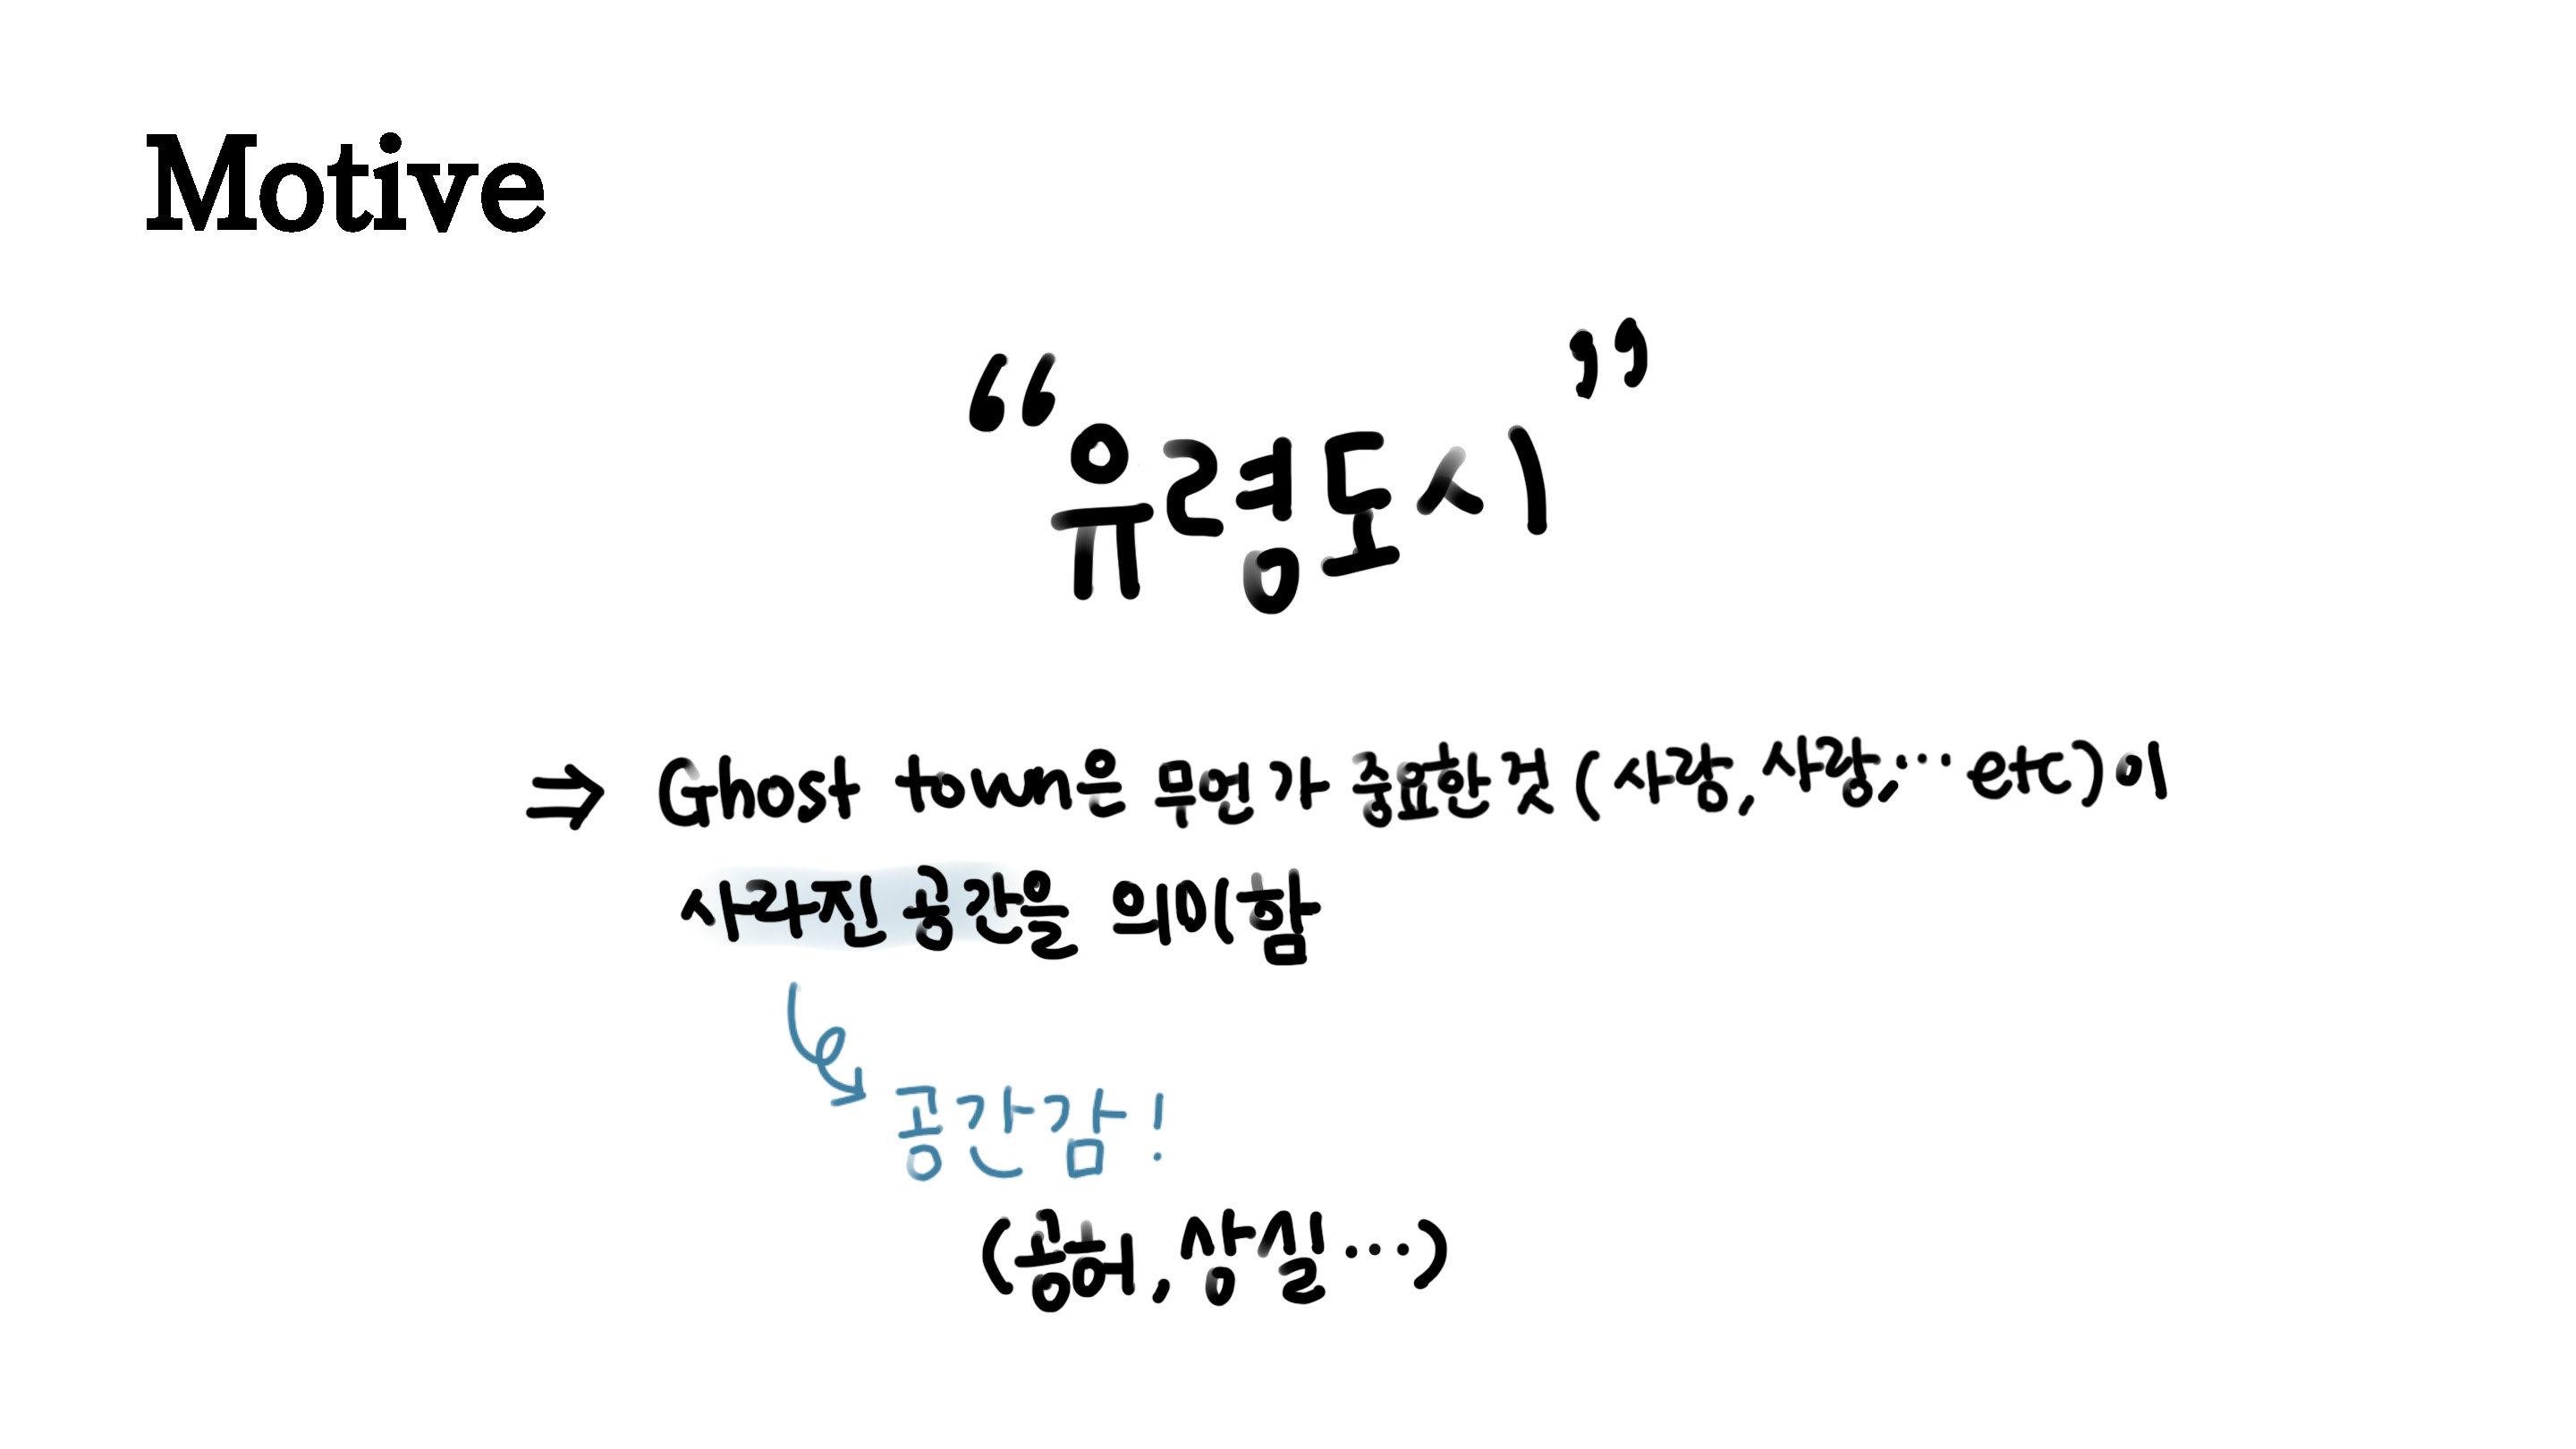 Motive
“유령도시”
⇒ Ghost town은 무언가 중요한것 (사랑, 사랑, ... etc)이
사라진 공간을 의미함
공간감!
(공허, 상실...)